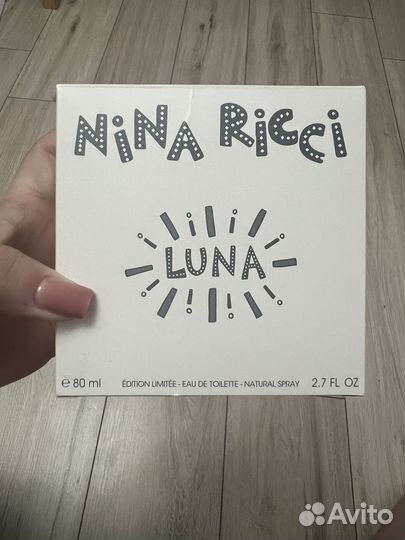 NiNA RiCCi
LUNA
℮ 80 ml ÉDITION LIMITÉE - EAU DE TOILETTE - NATURAL SPRAY 2.7 FL OZ
Avito